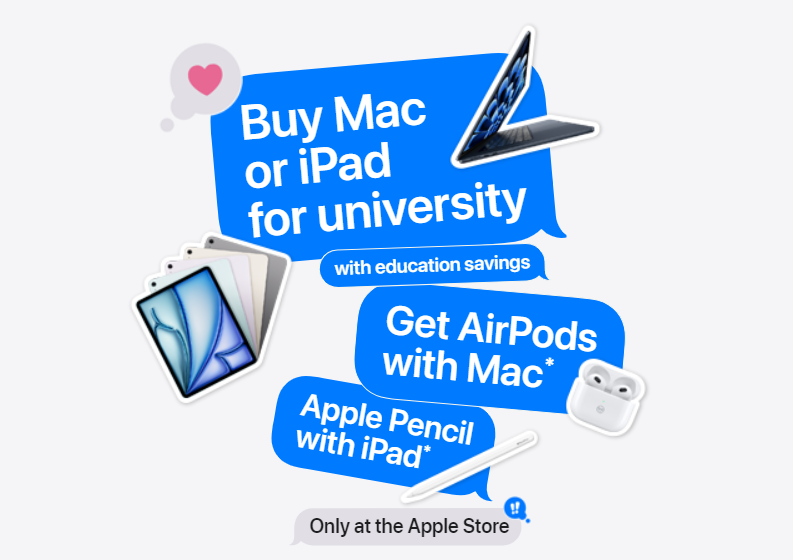 Buy Mac
or iPad
for university
with education savings
Get AirPods
with Mac*
Apple Pencil
with iPad*
!!
Only at the Apple Store